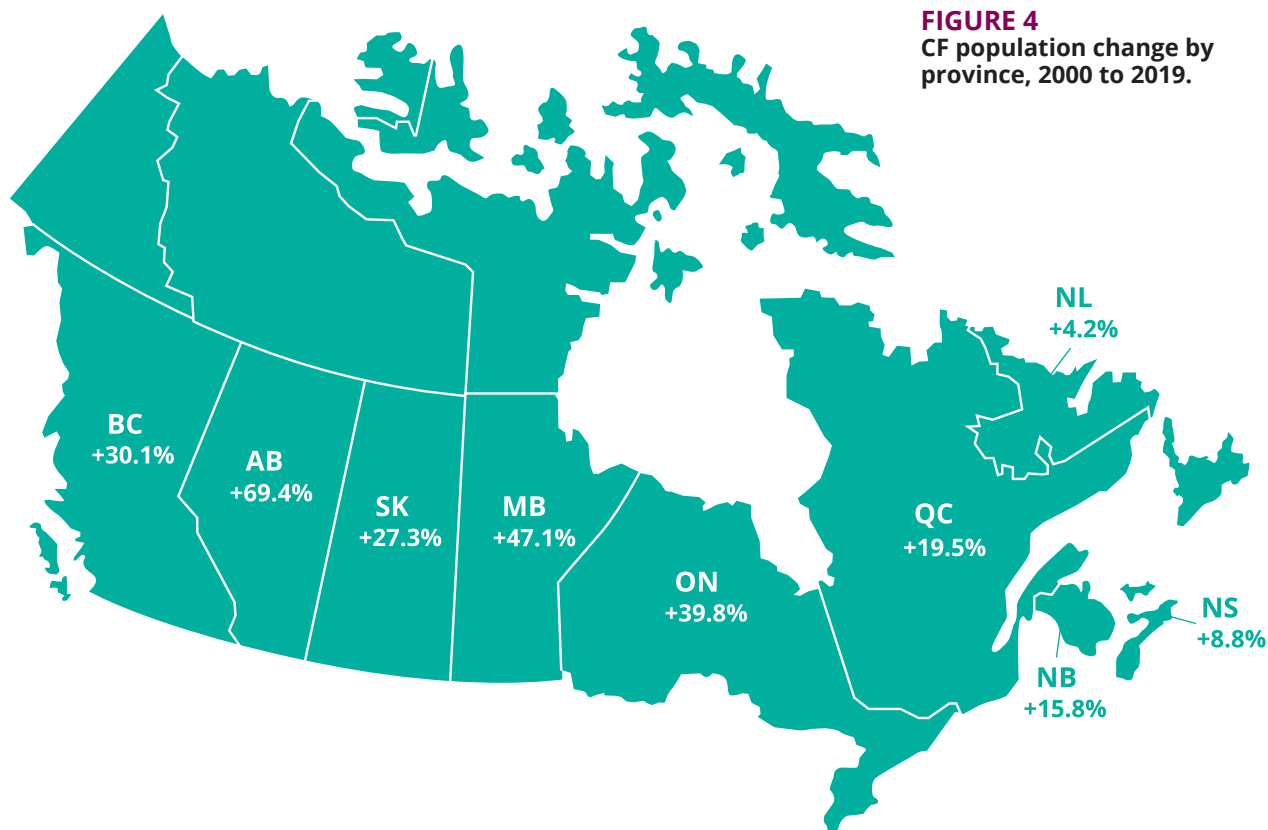 FIGURE 4
CF population change by
province, 2000 to 2019.
NL
+4.2%
BC
+30.1%
AB
+69.4%
SK
+27.3%
MB
+47.1%
ON
+39.8%
QC
+19.5%
NS
+8.8%
NB
+15.8%